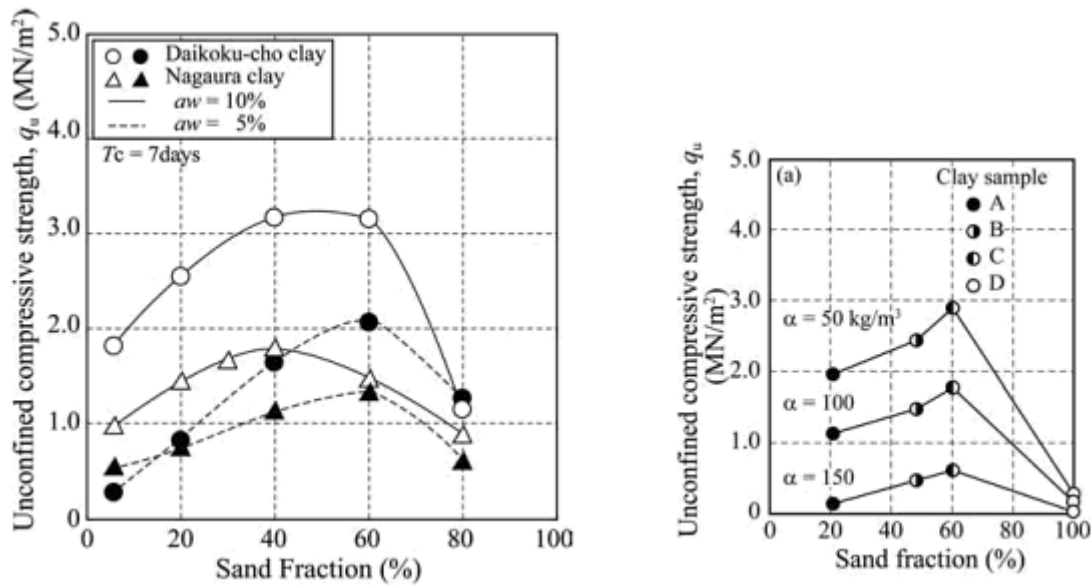 5.0
4.0
3.0
2.0
1.0
0
Unconfined compressive strength, qu (MN/m²)
Daikoku-cho clay
Nagaura clay
aw = 10%
aw = 5%
Tc = 7days
0 20 40 60 80 100
Sand Fraction (%)
5.0
4.0
3.0
2.0
1.0
0.0
Unconfined compressive strength, qu
(MN/m²)
(a)
Clay sample
A
B
C
D
α = 50 kg/m³
α = 100
α = 150
0 20 40 60 80 100
Sand fraction (%)